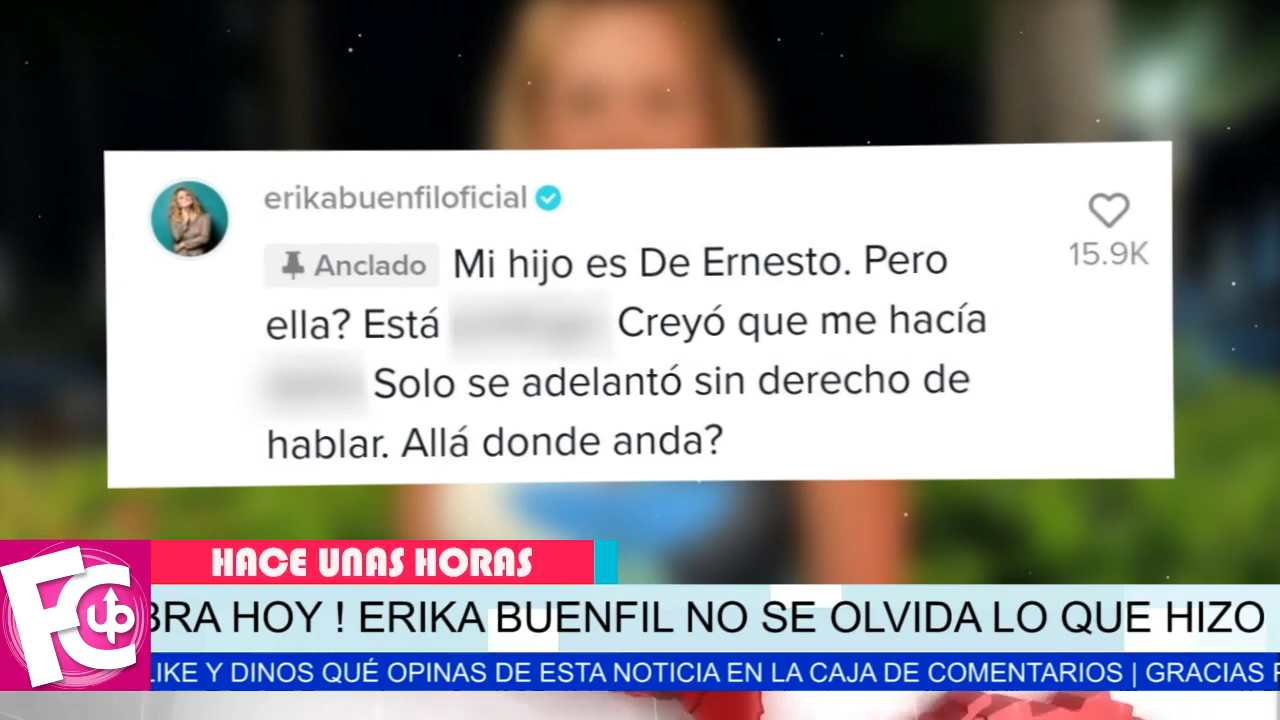 erikabuenfiloficial
15.9K
Anclado Mi hijo es De Ernesto. Pero
ella? Está Creyó que me hacía
Solo se adelantó sin derecho de
hablar. Allá donde anda?
HACE UNAS HORAS
BRA HOY ! ERIKA BUENFIL NO SE OLVIDA LO QUE HIZO
LIKE Y DINOS QUÉ OPINAS DE ESTA NOTICIA EN LA CAJA DE COMENTARIOS | GRACIAS
FC up